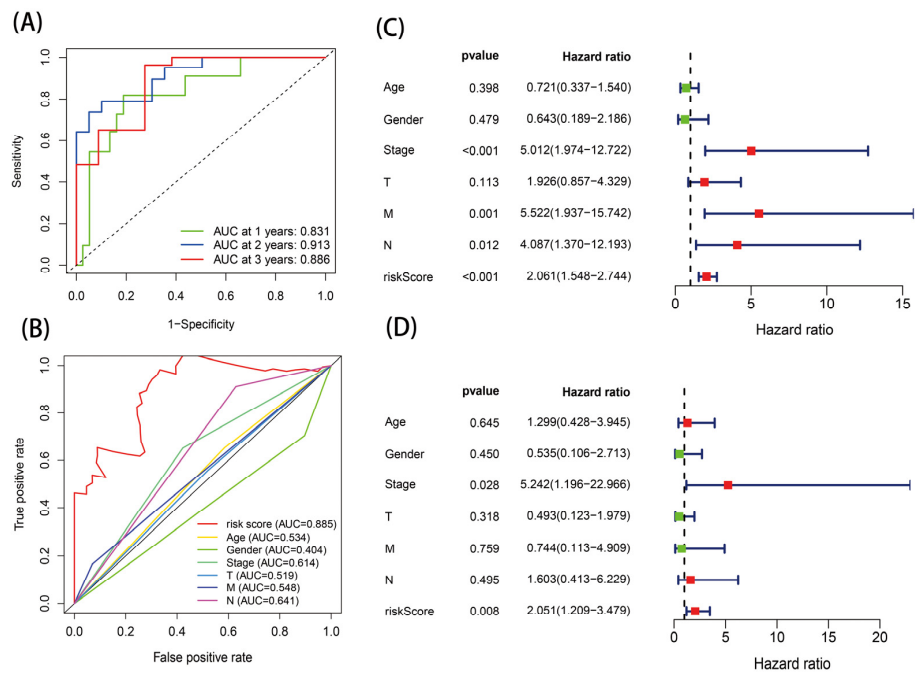 (A)
1.0
0.8
0.6
0.4
0.2
0.0
Sensitivity
AUC at 1 years: 0.831
AUC at 2 years: 0.913
AUC at 3 years: 0.886
0.0 0.2 0.4 0.6 0.8 1.0
1−Specificity
(B)
1.0
0.8
0.6
0.4
0.2
0.0
True positive rate
risk score (AUC=0.885)
Age (AUC=0.534)
Gender (AUC=0.404)
Stage (AUC=0.614)
T (AUC=0.519)
M (AUC=0.548)
N (AUC=0.641)
0.0 0.2 0.4 0.6 0.8 1.0
False positive rate
(C)
pvalue Hazard ratio
Age 0.398 0.721(0.337−1.540)
Gender 0.479 0.643(0.189−2.186)
Stage <0.001 5.012(1.974−12.722)
T 0.113 1.926(0.857−4.329)
M 0.001 5.522(1.937−15.742)
N 0.012 4.087(1.370−12.193)
riskScore <0.001 2.061(1.548−2.744)
0 5 10 15
Hazard ratio
(D)
pvalue Hazard ratio
Age 0.645 1.299(0.428−3.945)
Gender 0.450 0.535(0.106−2.713)
Stage 0.028 5.242(1.196−22.966)
T 0.318 0.493(0.123−1.979)
M 0.759 0.744(0.113−4.909)
N 0.495 1.603(0.413−6.229)
riskScore 0.008 2.051(1.209−3.479)
0 5 10 15 20
Hazard ratio